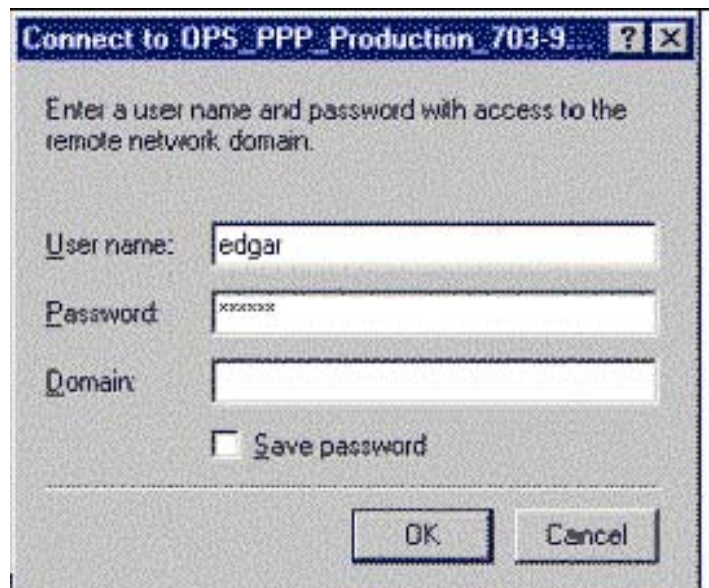 Connect to OPS_PPP_Production_703-9... ? X
Enter a user name and password with access to the
remote network domain.
User name: edgar
Password: ××××××
Domain:
Save password
OK Cancel